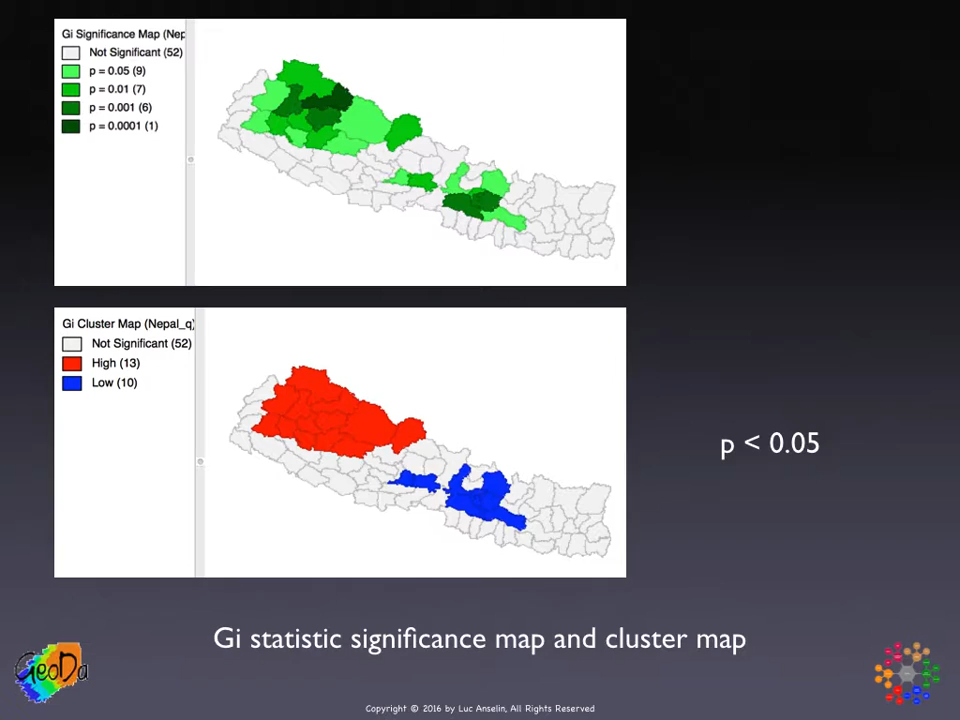 Gi Significance Map (Nep
Not Significant (52)
p = 0.05 (9)
p = 0.01 (7)
p = 0.001 (6)
p = 0.0001 (1)
Gi Cluster Map (Nepal_q)
Not Significant (52)
High (13)
Low (10)
p < 0.05
Gi statistic significance map and cluster map
GeoDa
Copyright © 2016 by Luc Anselin, All Rights Reserved